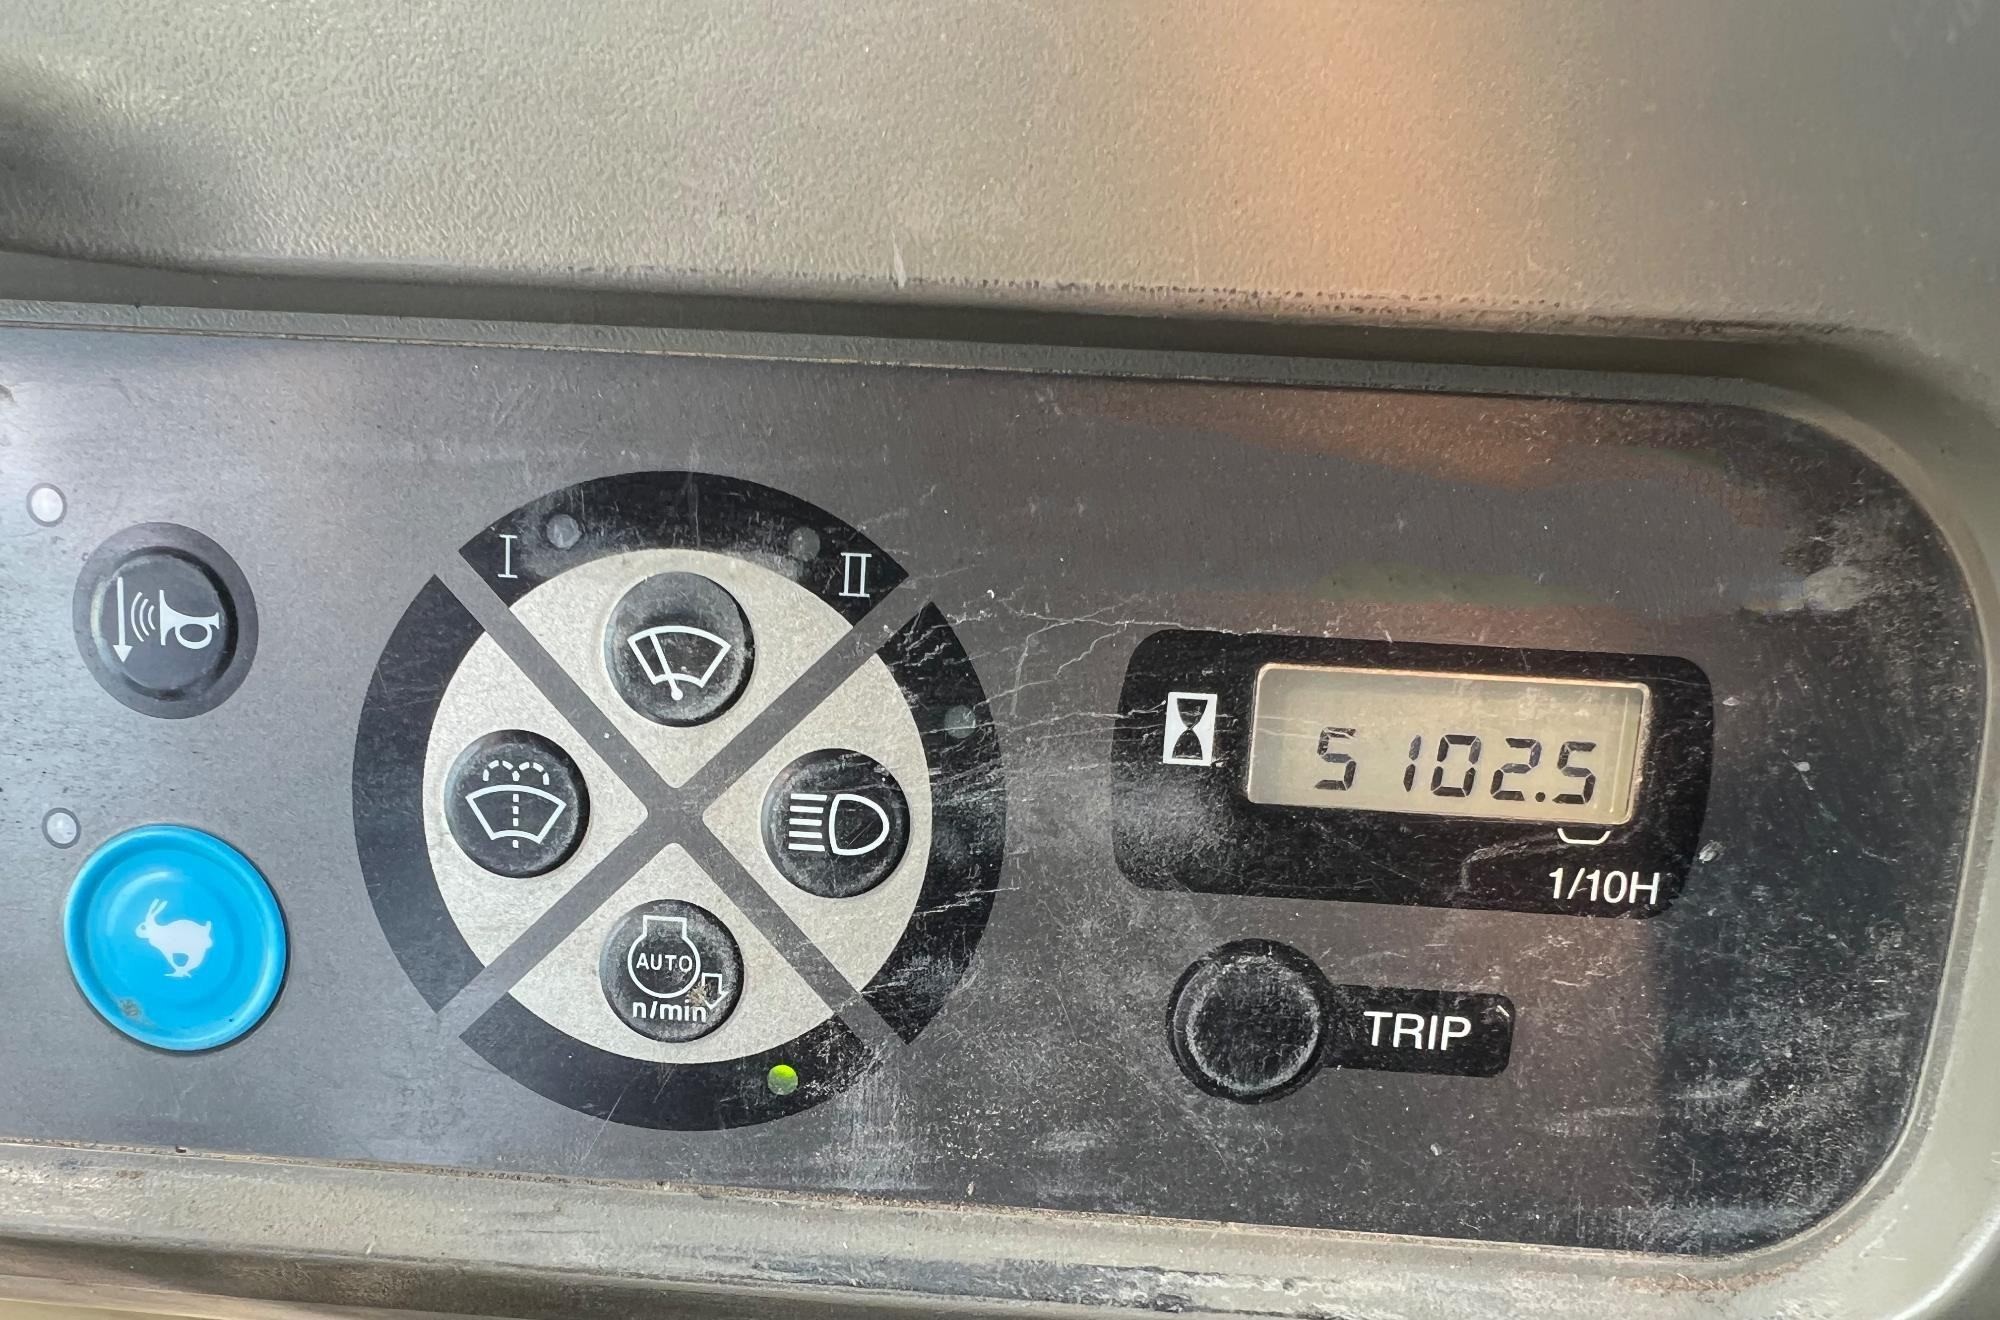 I
II
5102.5
1/10H
AUTO
n/min
TRIP